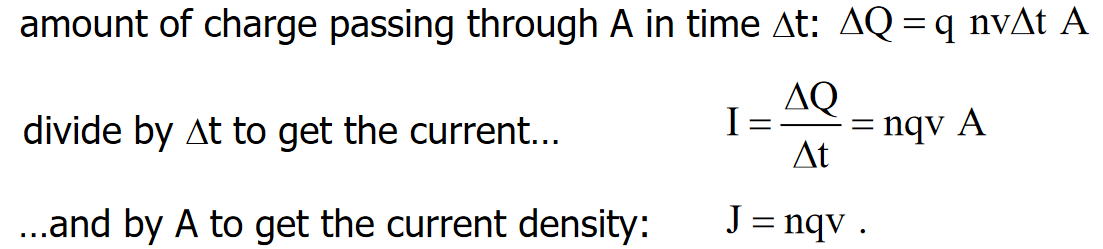 amount of charge passing through A in time Δt: ΔQ = q nvΔt A
divide by Δt to get the current… I = ΔQ/Δt = nqv A
…and by A to get the current density: J = nqv .